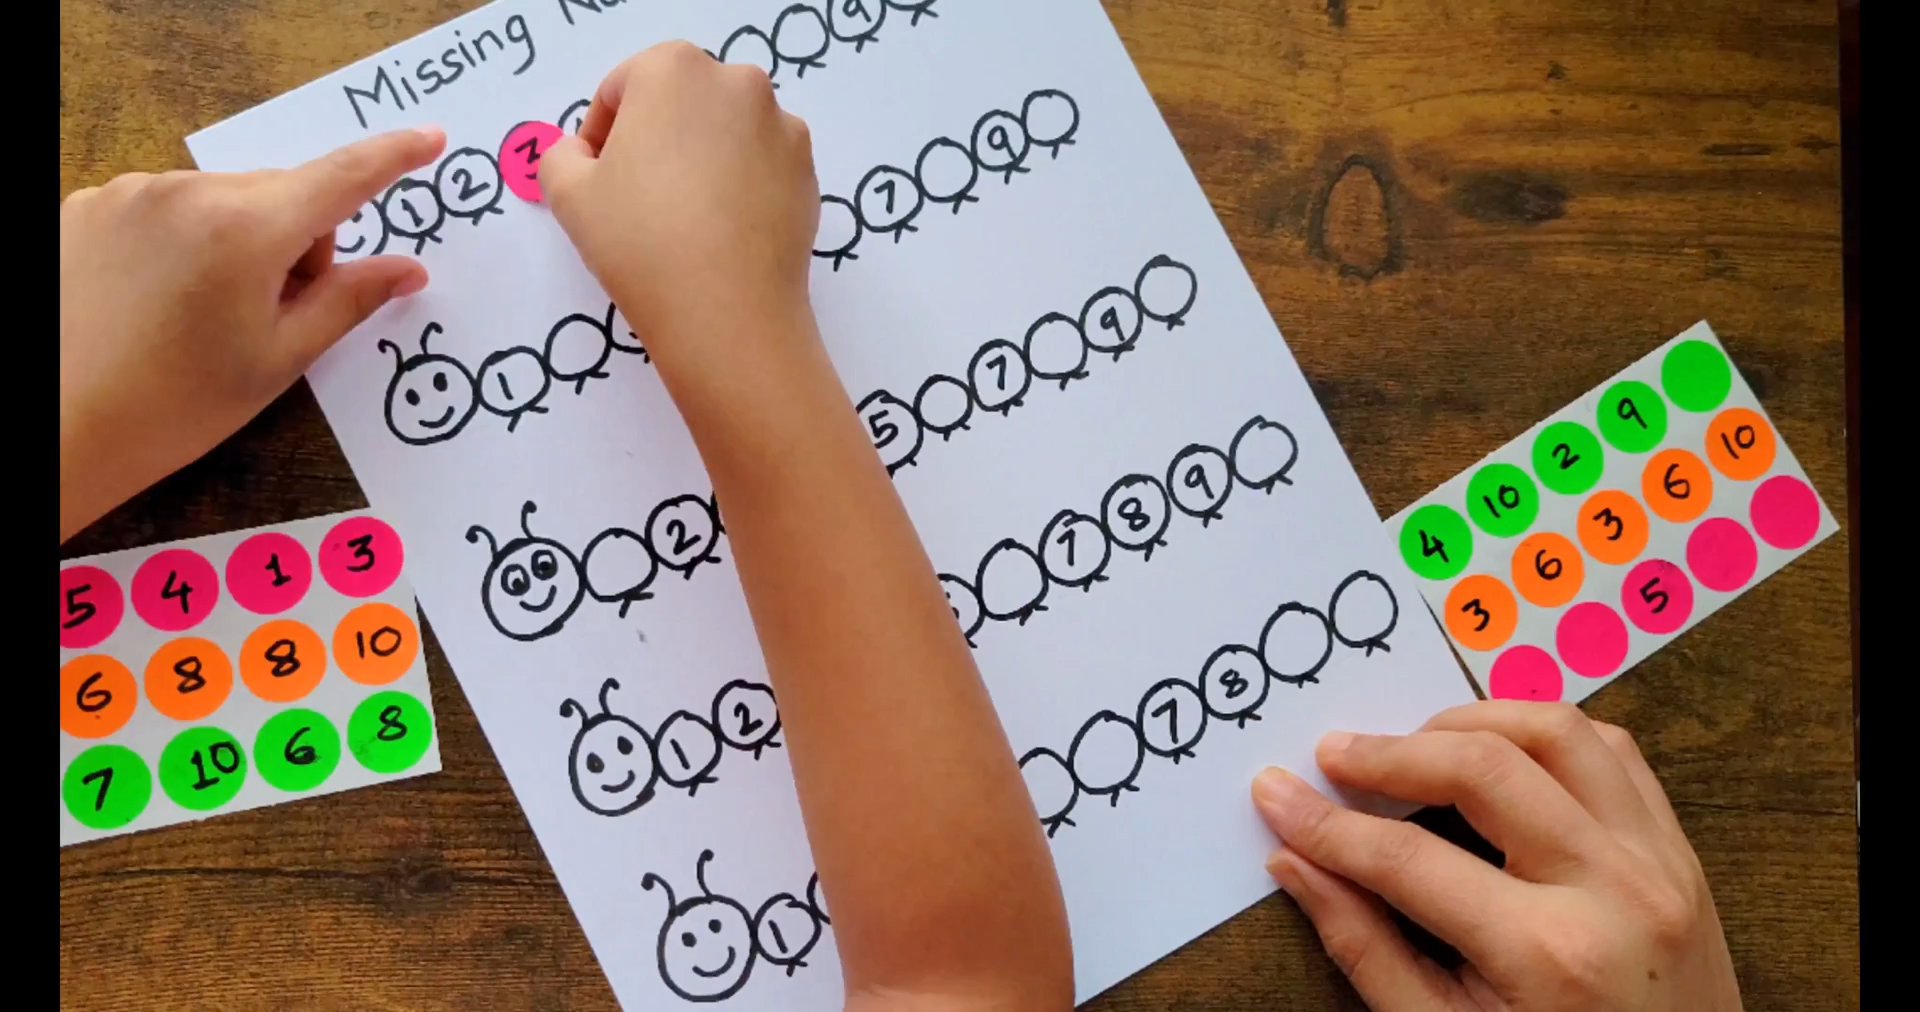 Missing
1 2 3 9
1 7 9
2 5 7 9
1 2 7 8 9
1 7 8
5 4 1 3
6 8 8 10
7 10 6 8
4 10 2 9
3 6 3 6 10
5